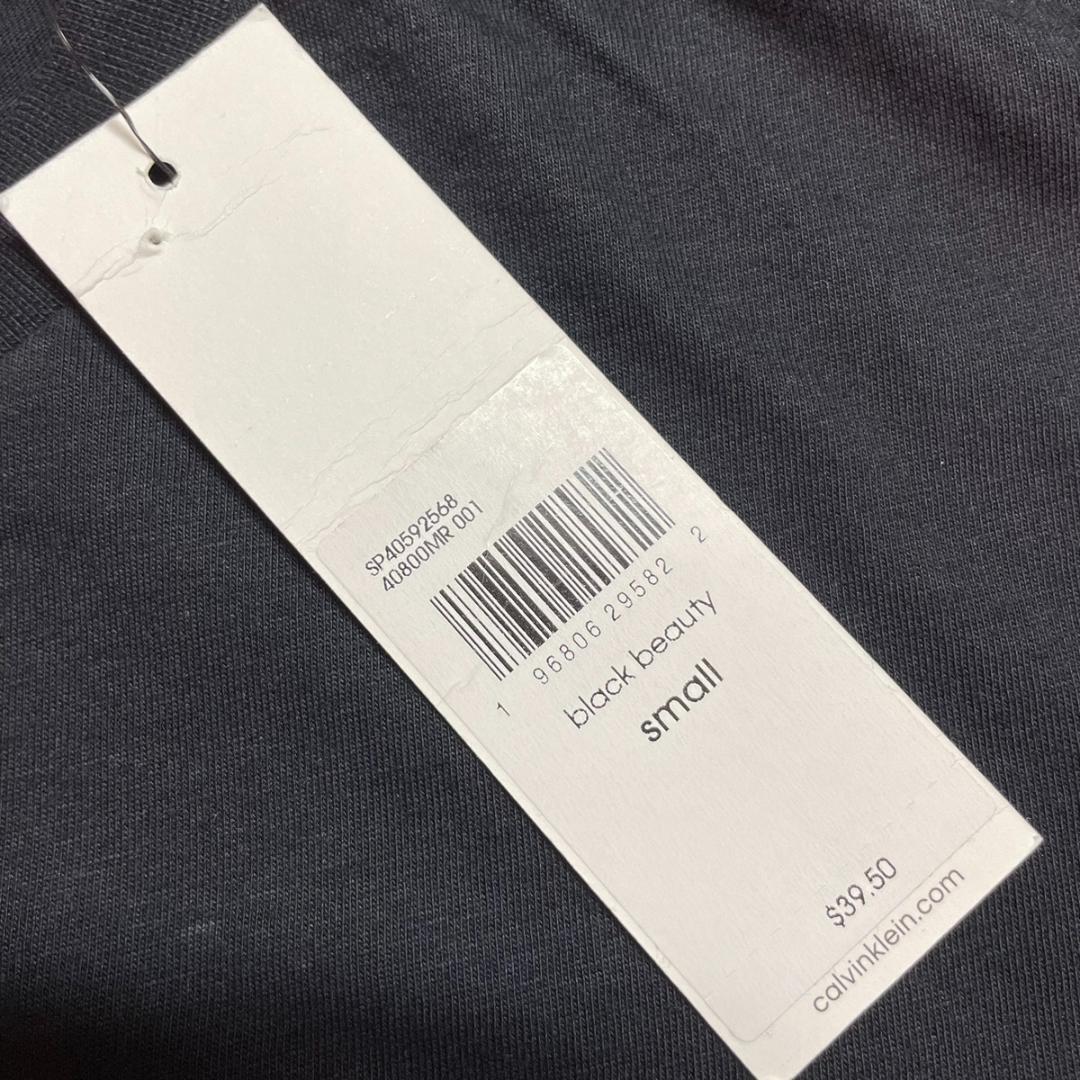 SP40592568
40800MR 001
1 96806 29582 2
black beauty
small
$39.50
calvinklein.com